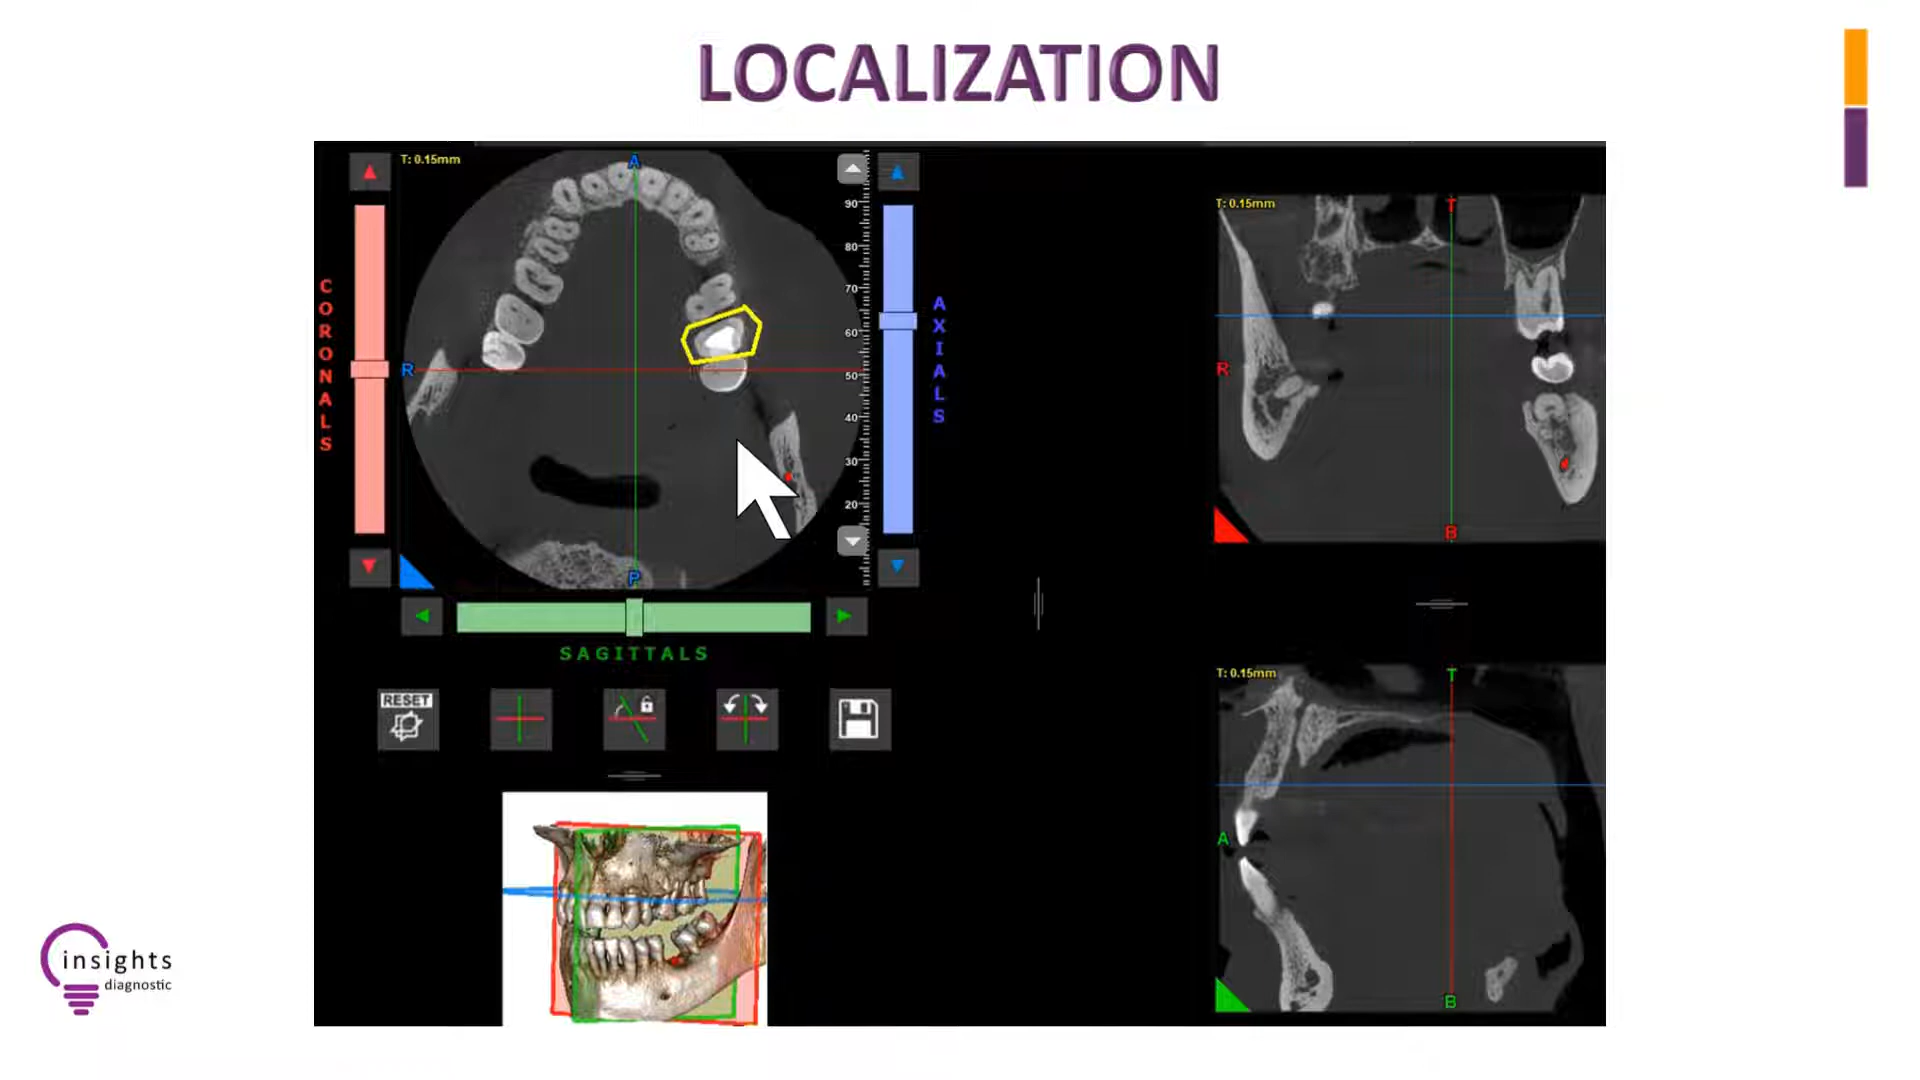 LOCALIZATION
T: 0.15mm
A
90
80
70
60
50
40
30
20
R
P
CORONALS
AXIALS
SAGITTALS
RESET
T: 0.15mm
T
R
B
T: 0.15mm
T
A
B
insights
diagnostic